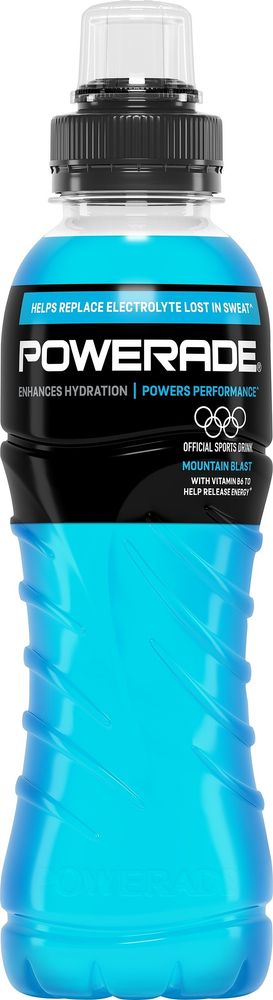 HELPS REPLACE ELECTROLYTE LOST IN SWEAT^
POWERADE®
ENHANCES HYDRATION | POWERS PERFORMANCE^
OFFICIAL SPORTS DRINK
MOUNTAIN BLAST
WITH VITAMIN B6 TO
HELP RELEASE ENERGY*
POWERADE